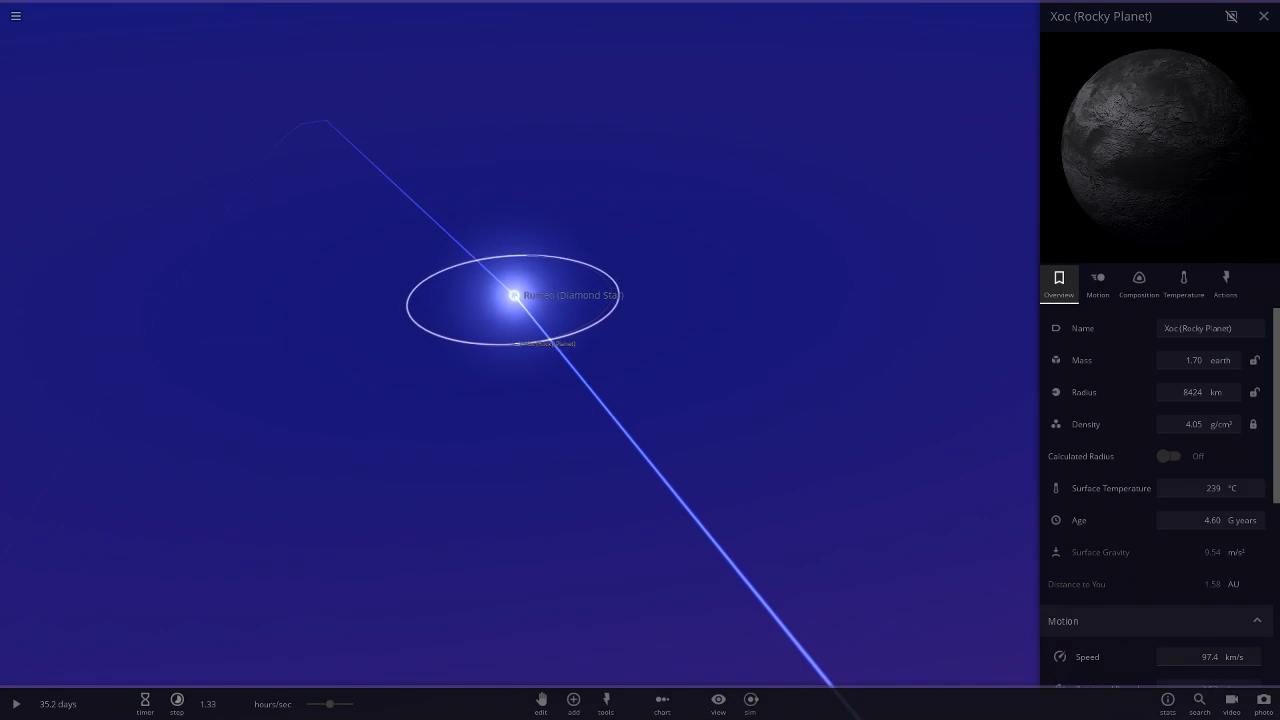 Xoc (Rocky Planet)
(Diamond Star)
Overview Motion Composition Temperature Actions
Name Xoc (Rocky Planet)
Mass 1.70 earth
Radius 8424 km
Density 4.05 g/cm³
Calculated Radius Off
Surface Temperature 239 °C
Age 4.60 G years
Surface Gravity 9.54 m/s²
Distance to You 1.58 AU
Motion
Speed 97.4 km/s
35.2 days
timer
step
1.33 hours/sec
edit
add
tools
chart
view
sim
stats
search
video
photo